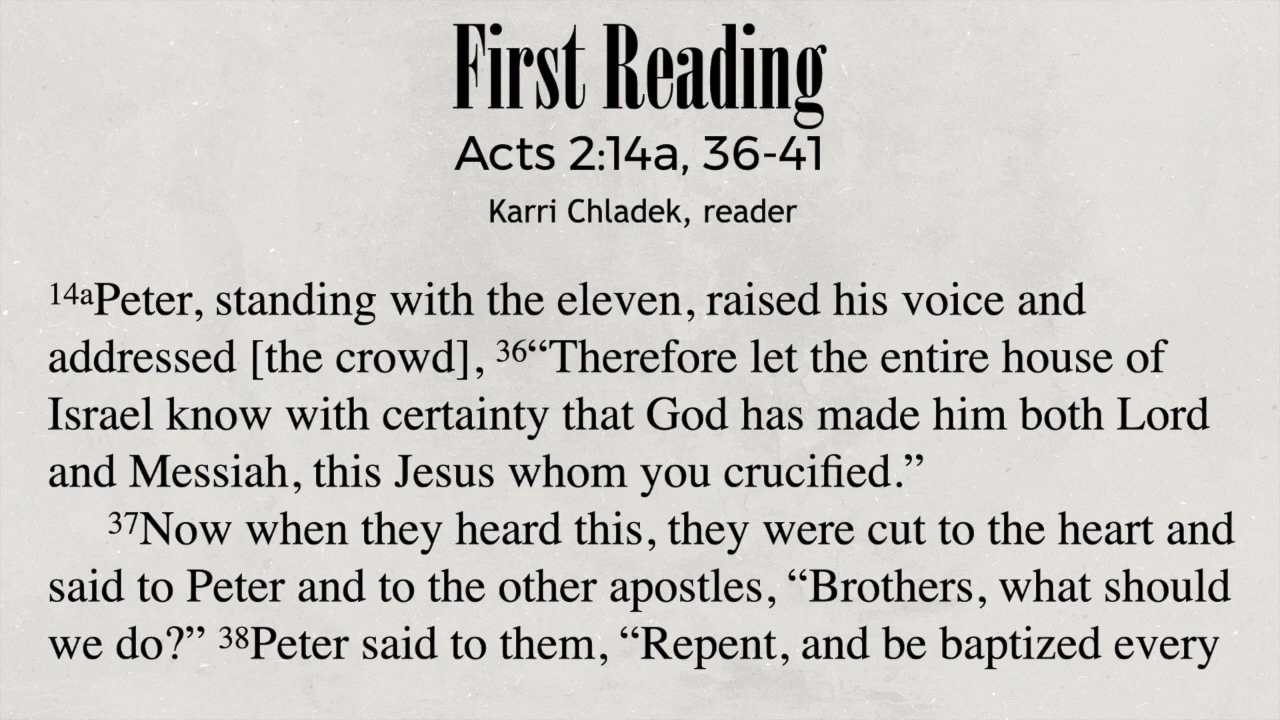 First Reading
Acts 2:14a, 36-41
Karri Chladek, reader
14aPeter, standing with the eleven, raised his voice and
addressed [the crowd], 36“Therefore let the entire house of
Israel know with certainty that God has made him both Lord
and Messiah, this Jesus whom you crucified.”
37Now when they heard this, they were cut to the heart and
said to Peter and to the other apostles, “Brothers, what should
we do?” 38Peter said to them, “Repent, and be baptized every